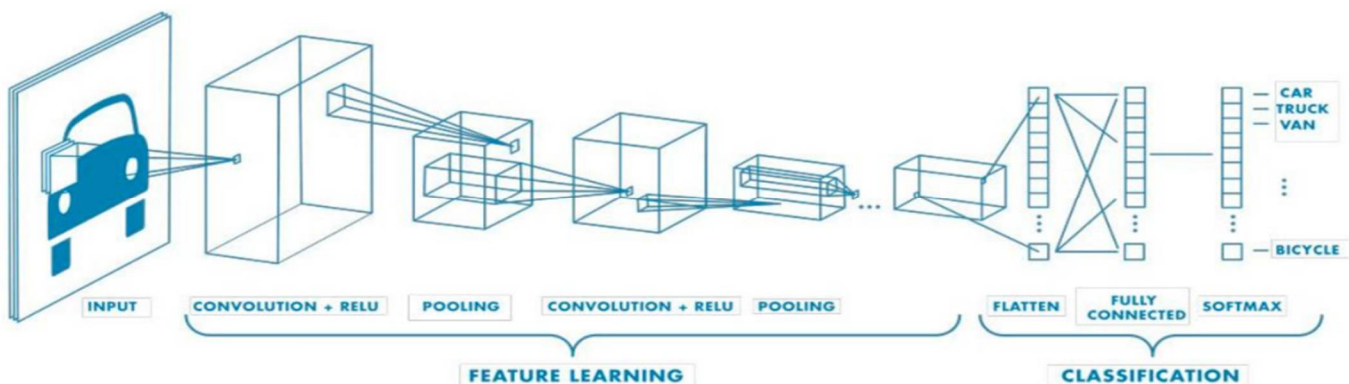 CAR
TRUCK
VAN
BICYCLE
INPUT
CONVOLUTION + RELU
POOLING
CONVOLUTION + RELU
POOLING
FLATTEN
FULLY
CONNECTED
SOFTMAX
FEATURE LEARNING
CLASSIFICATION